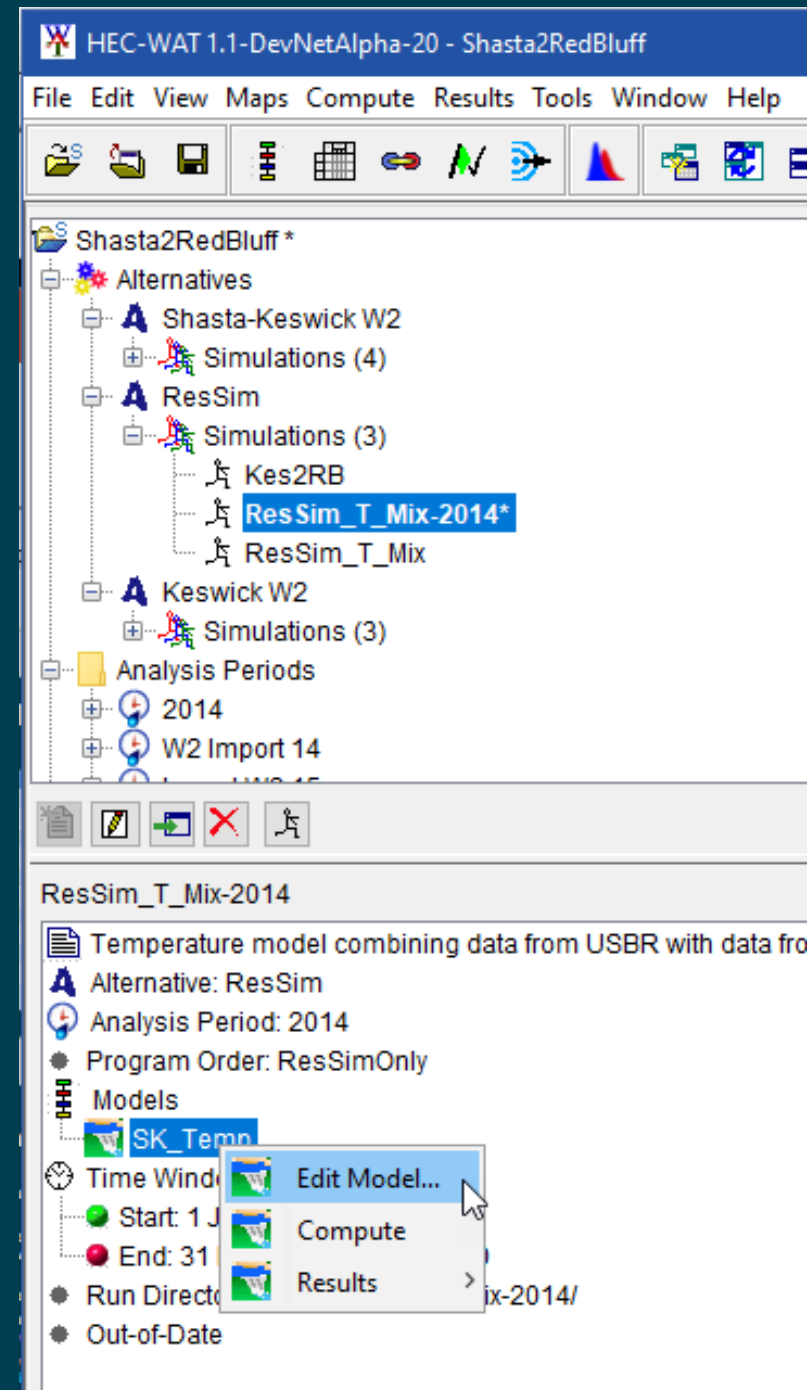 HEC-WAT 1.1-DevNetAlpha-20 - Shasta2RedBluff
File Edit View Maps Compute Results Tools Window Help
Shasta2RedBluff *
Alternatives
A Shasta-Keswick W2
Simulations (4)
A ResSim
Simulations (3)
Kes2RB
ResSim_T_Mix-2014*
ResSim_T_Mix
A Keswick W2
Simulations (3)
Analysis Periods
2014
W2 Import 14
ResSim_T_Mix-2014
Temperature model combining data from USBR with data fro
A Alternative: ResSim
Analysis Period: 2014
Program Order: ResSimOnly
Models
SK_Temp
Time Wind
Edit Model...
Start: 1 J
Compute
End: 31
Results
Run Directo ix-2014/
Out-of-Date